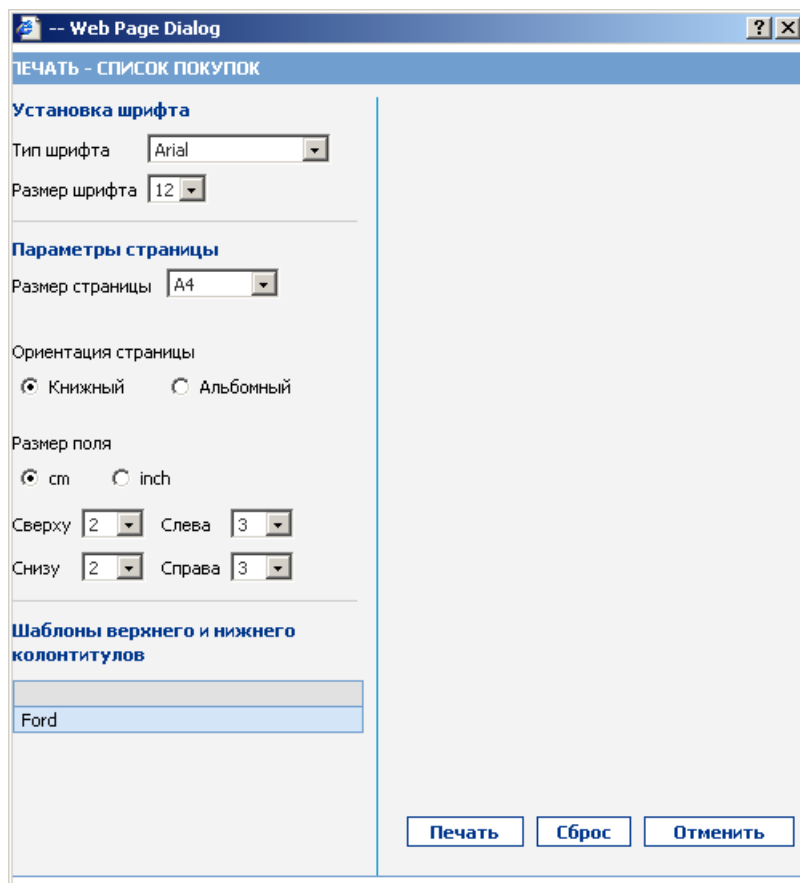 -- Web Page Dialog
ПЕЧАТЬ - СПИСОК ПОКУПОК
Установка шрифта
Тип шрифта Arial
Размер шрифта 12
Параметры страницы
Размер страницы A4
Ориентация страницы
Книжный Альбомный
Размер поля
cm inch
Сверху 2 Слева 3
Снизу 2 Справа 3
Шаблоны верхнего и нижнего
колонтитулов
Ford
Печать Сброс Отменить